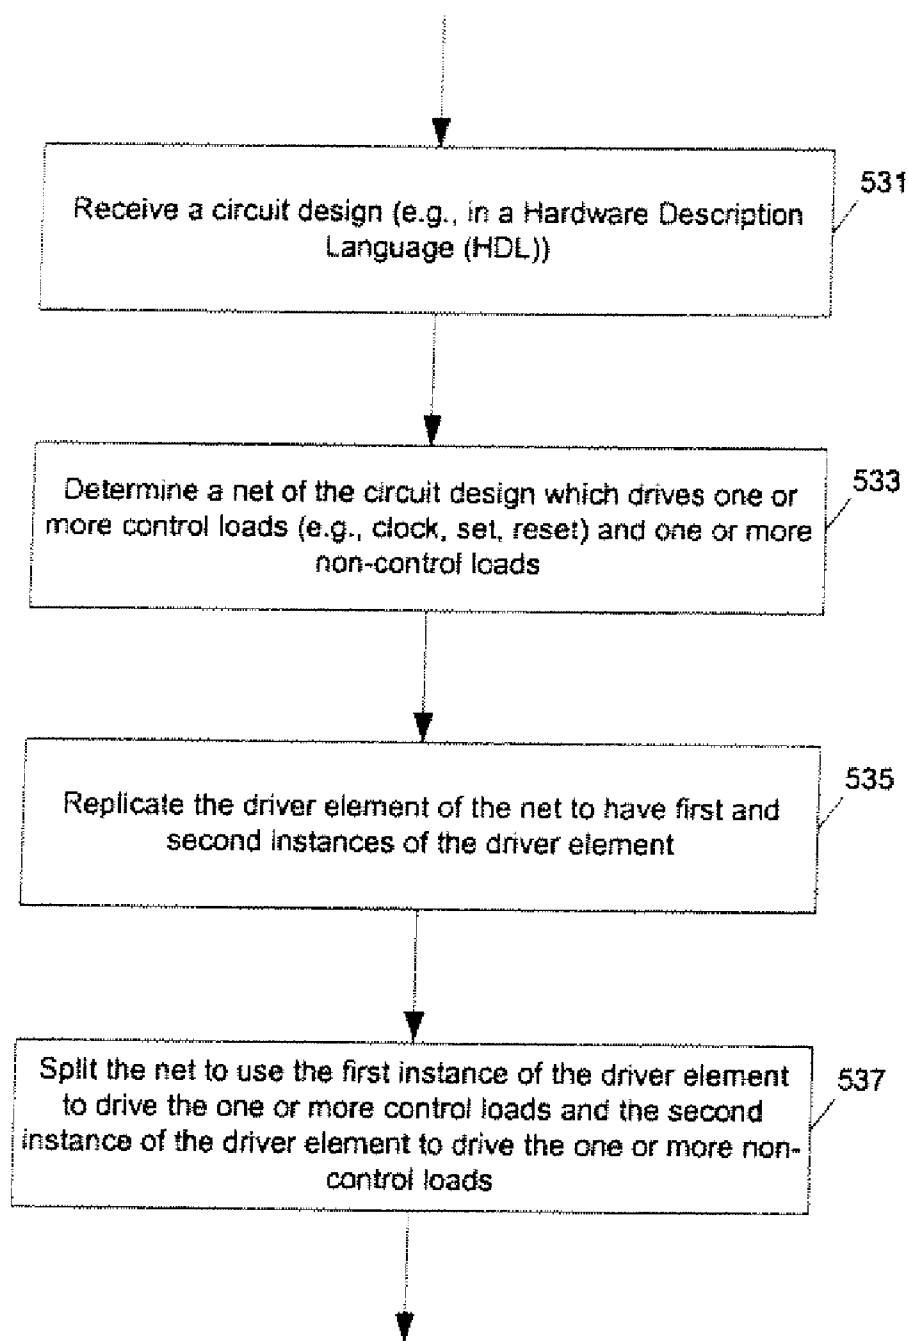 Receive a circuit design (e.g., in a Hardware Description
Language (HDL))
531
Determine a net of the circuit design which drives one or
more control loads (e.g., clock, set, reset) and one or more
non-control loads
533
Replicate the driver element of the net to have first and
second instances of the driver element
535
Split the net to use the first instance of the driver element
to drive the one or more control loads and the second
instance of the driver element to drive the one or more non-
control loads
537